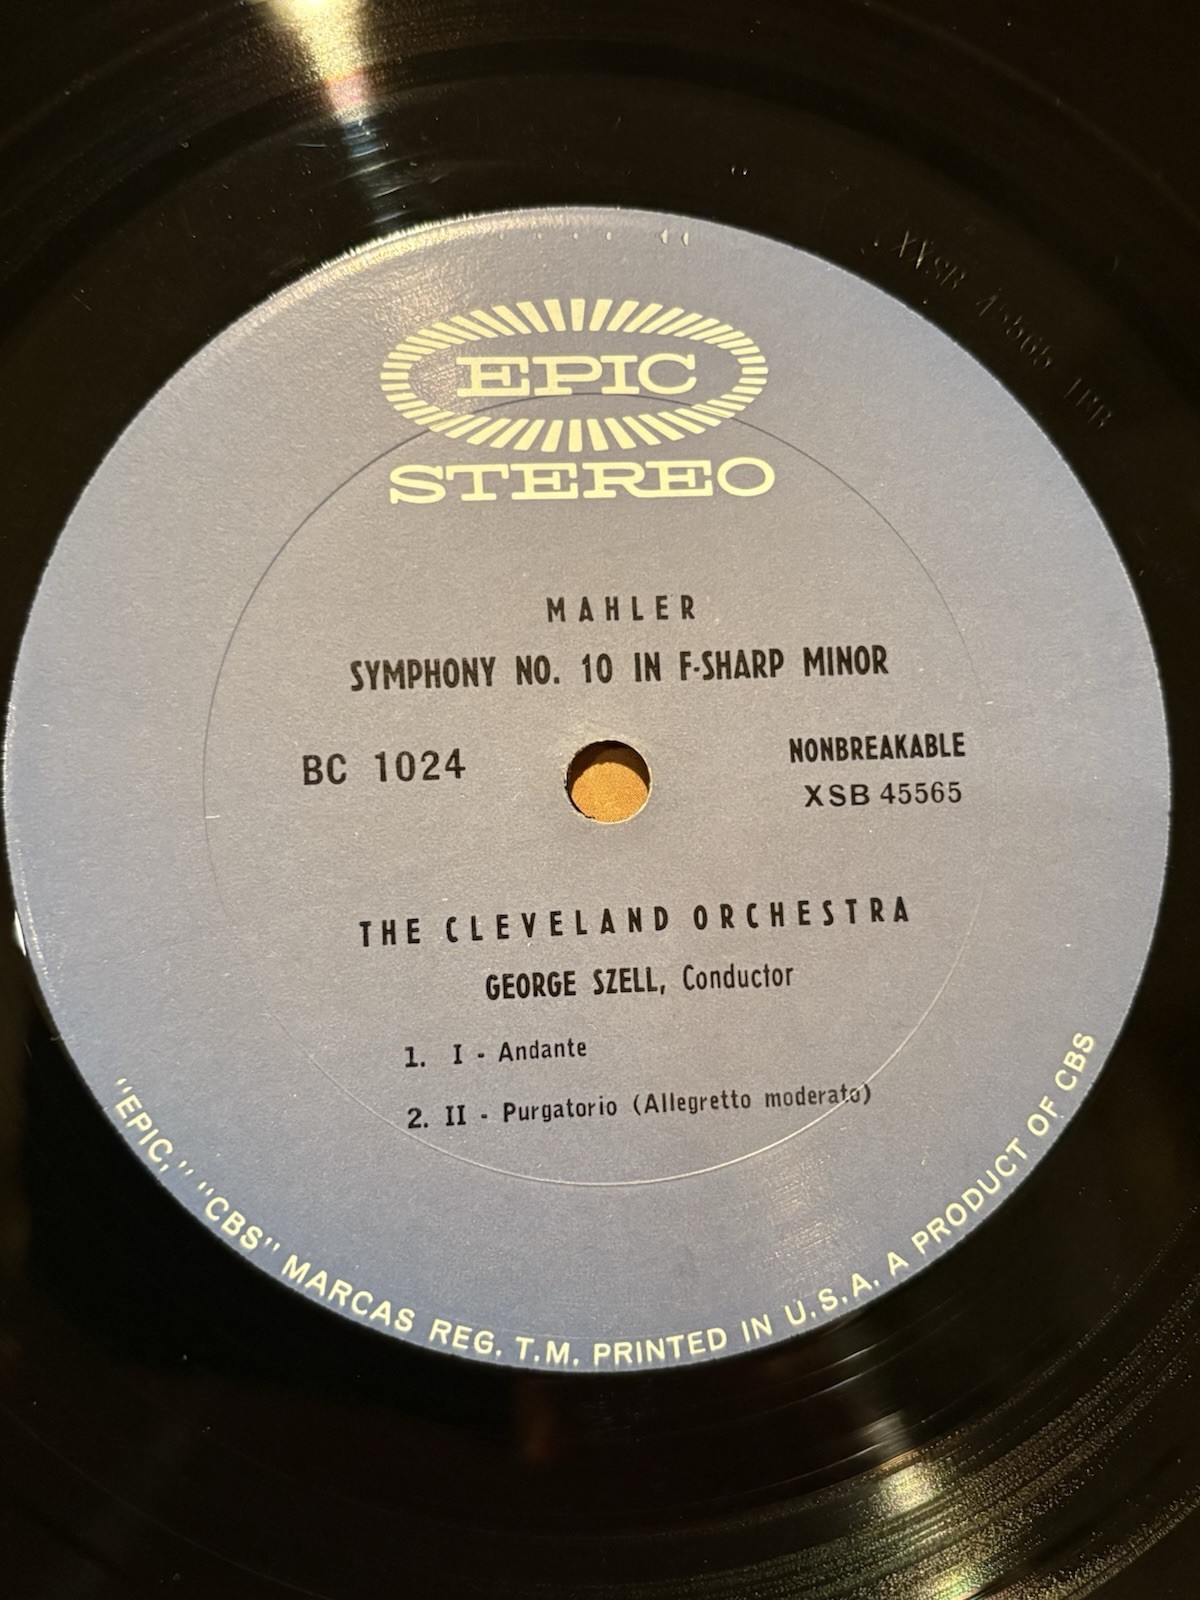 EPIC
STEREO
MAHLER
SYMPHONY NO. 10 IN F-SHARP MINOR
BC 1024
NONBREAKABLE
XSB 45565
THE CLEVELAND ORCHESTRA
GEORGE SZELL, Conductor
1. I - Andante
2. II - Purgatorio (Allegretto moderato)
"EPIC," "CBS" MARCAS REG. T.M. PRINTED IN U.S.A. A PRODUCT OF CBS